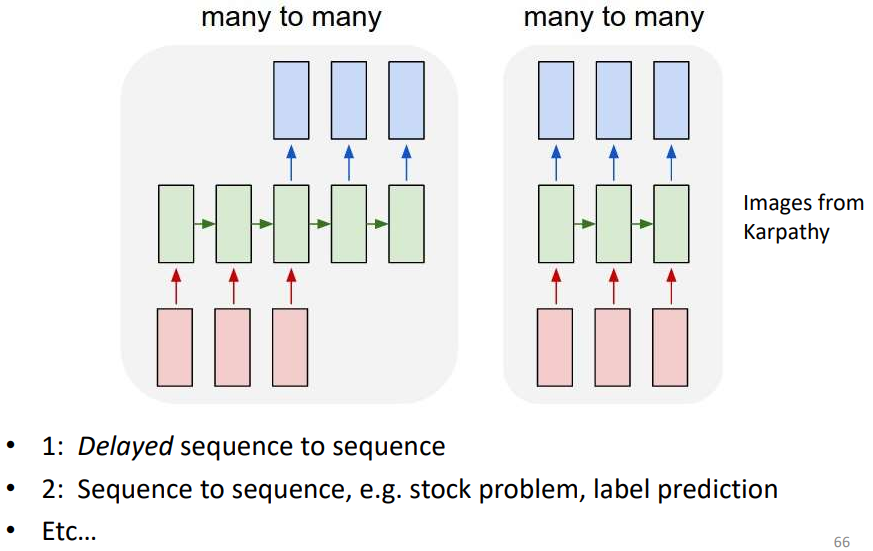 many to many
many to many
Images from
Karpathy
• 1: Delayed sequence to sequence
• 2: Sequence to sequence, e.g. stock problem, label prediction
• Etc…
66